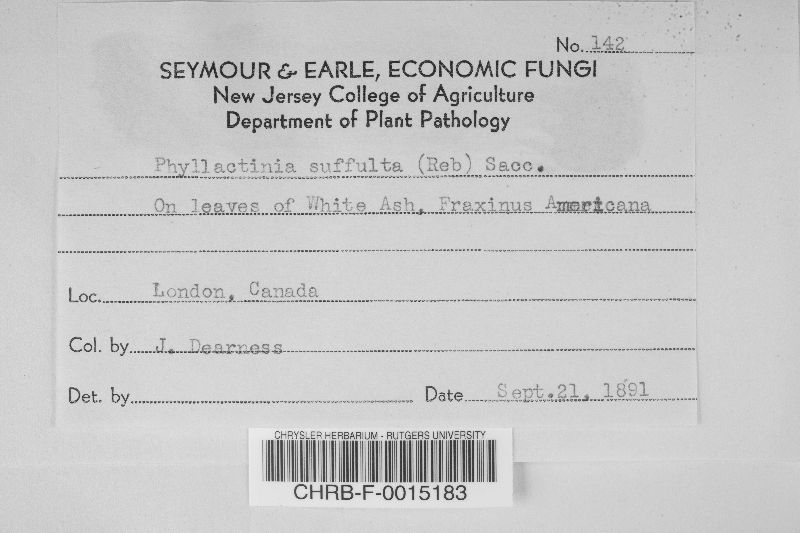 No. 142
SEYMOUR & EARLE, ECONOMIC FUNGI
New Jersey College of Agriculture
Department of Plant Pathology
Phyllactinia suffulta (Reb) Sacc.
On leaves of White Ash, Fraxinus Americana
Loc. London, Canada
Col. by J. Dearness
Det. by Date Sept.21, 1891
CHRYSLER HERBARIUM - RUTGERS UNIVERSITY
CHRB-F-0015183